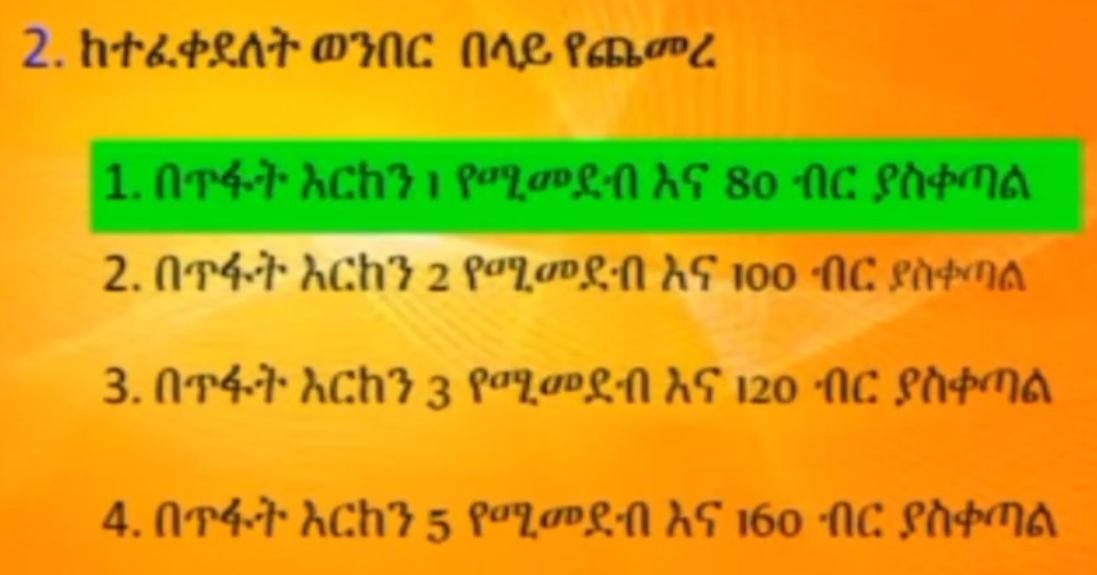 2. ከተፈቀደለት ወንበር በላይ የጨመረ
1. በጥፋት እርከን 1 የሚመደብ እና 80 ብር ያስቀጣል
2. በጥፋት እርከን 2 የሚመደብ እና 100 ብር ያስቀጣል
3. በጥፋት እርከን 3 የሚመደብ እና 120 ብር ያስቀጣል
4. በጥፋት እርከን 5 የሚመደብ እና 160 ብር ያስቀጣል